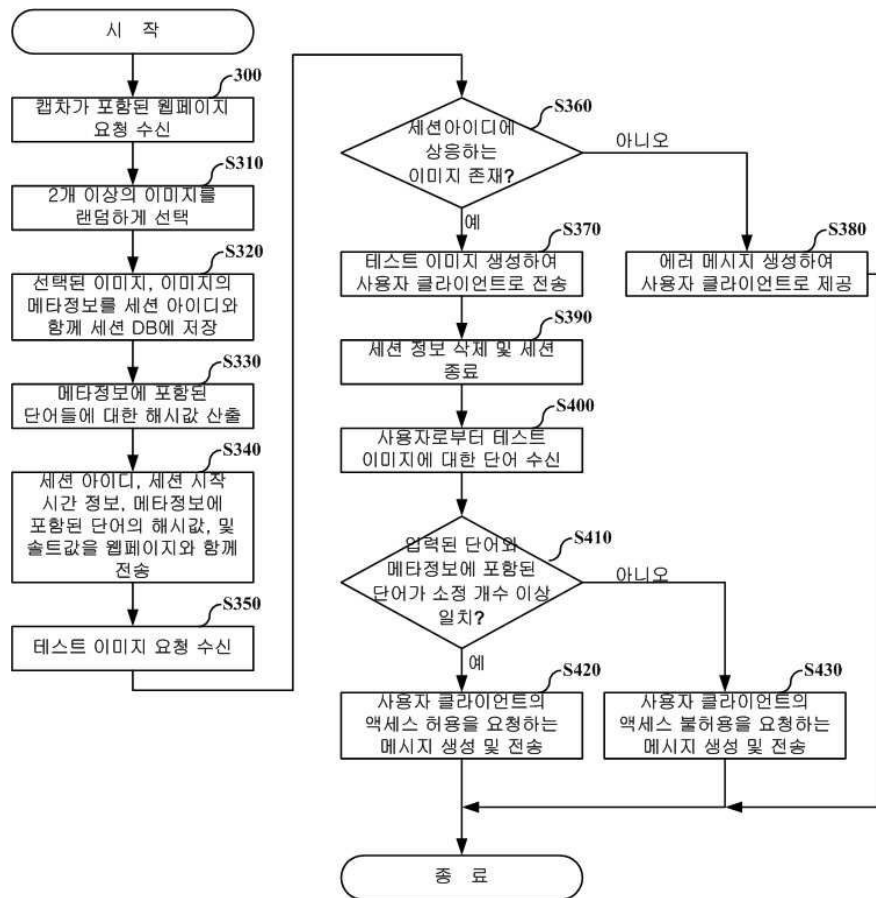 시 작
300
캡차가 포함된 웹페이지
요청 수신
S310
2개 이상의 이미지를
랜덤하게 선택
S320
선택된 이미지, 이미지의
메타정보를 세션 아이디와
함께 세션 DB에 저장
S330
메타정보에 포함된
단어들에 대한 해시값 산출
S340
세션 아이디, 세션 시작
시간 정보, 메타정보에
포함된 단어의 해시값, 및
솔트값을 웹페이지와 함께
전송
S350
테스트 이미지 요청 수신
S360
세션아이디에
상응하는
이미지 존재?
아니오
예
S370
테스트 이미지 생성하여
사용자 클라이언트로 전송
S380
에러 메시지 생성하여
사용자 클라이언트로 제공
S390
세션 정보 삭제 및 세션
종료
S400
사용자로부터 테스트
이미지에 대한 단어 수신
S410
입력된 단어와
메타정보에 포함된
단어가 소정 개수 이상
일치?
아니오
예
S420
사용자 클라이언트의
액세스 허용을 요청하는
메시지 생성 및 전송
S430
사용자 클라이언트의
액세스 불허용을 요청하는
메시지 생성 및 전송
종 료